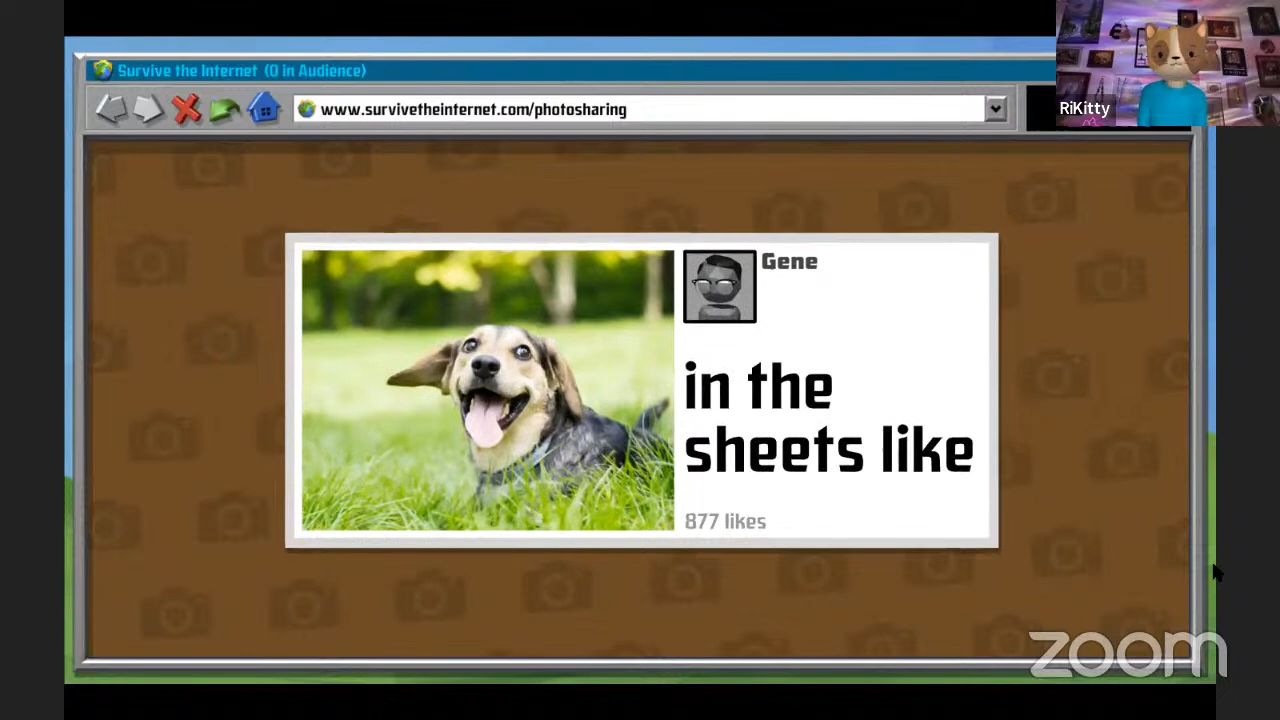 Survive the Internet (0 in Audience)
www.survivetheinternet.com/photosharing
RiKitty
Gene
in the
sheets like
877 likes
zoom